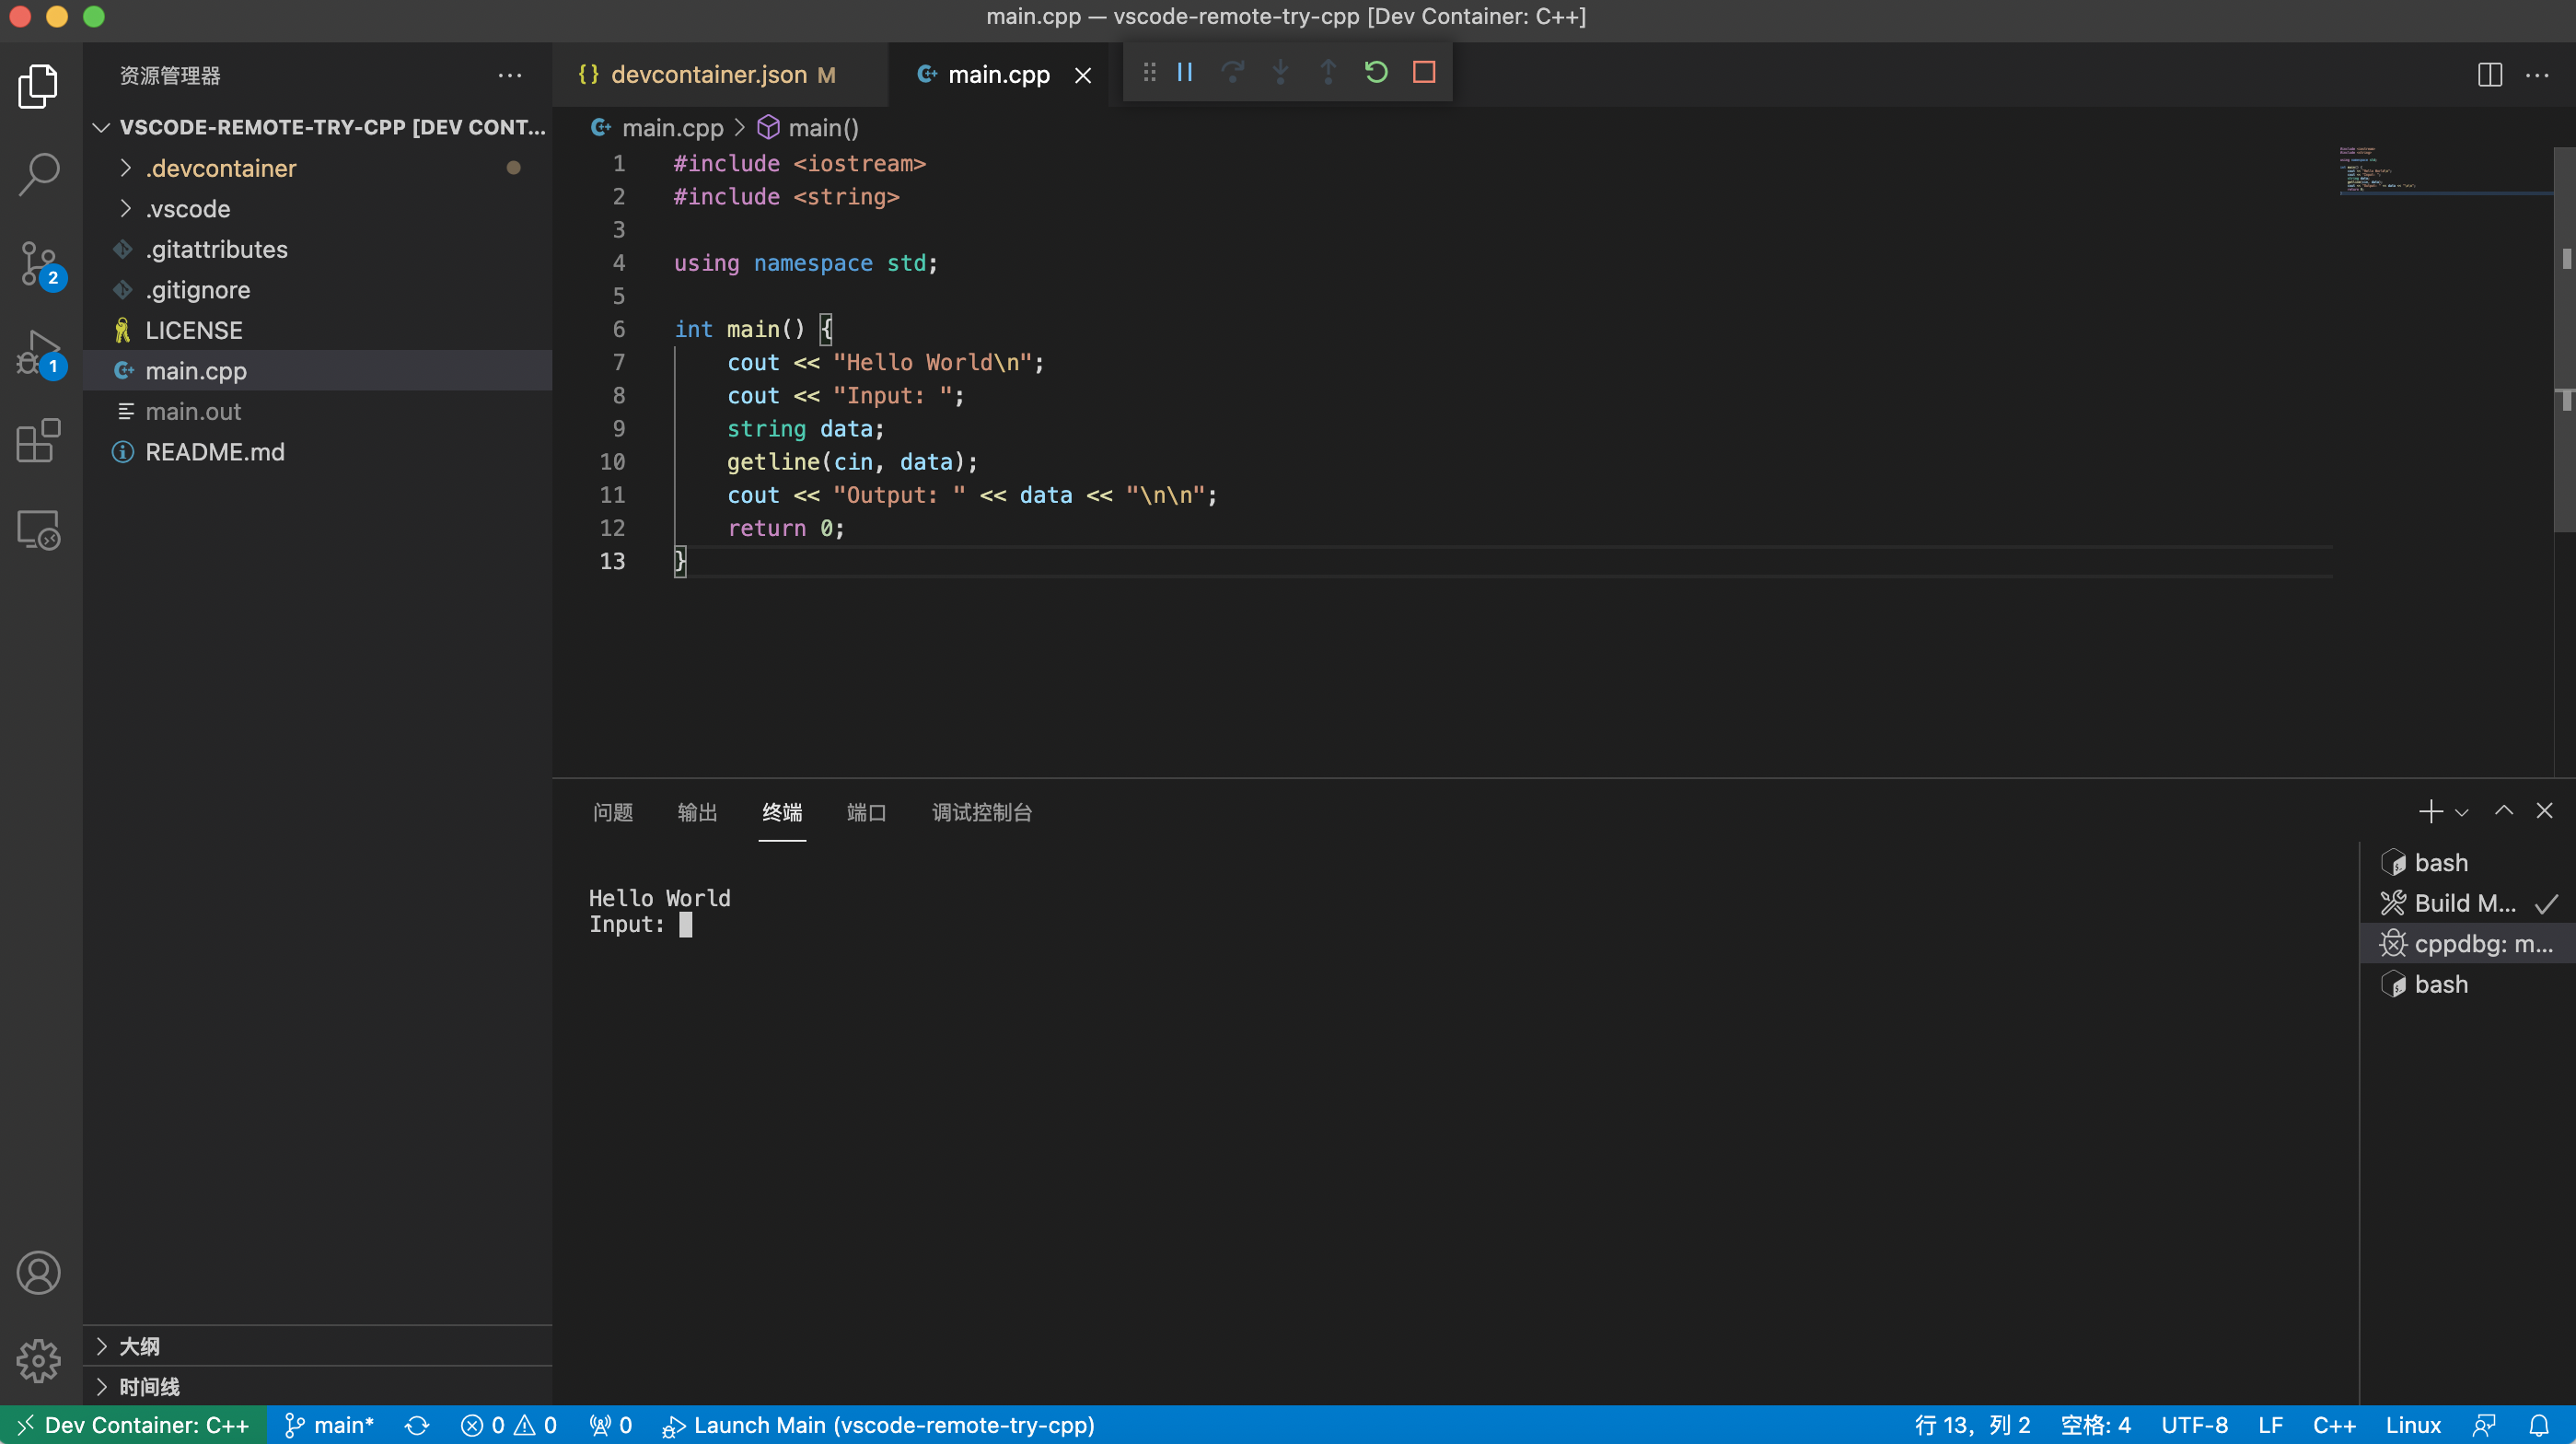 main.cpp — vscode-remote-try-cpp [Dev Container: C++]
资源管理器
VSCODE-REMOTE-TRY-CPP [DEV CONT...
.devcontainer
.vscode
.gitattributes
.gitignore
LICENSE
main.cpp
main.out
README.md
2
1
大纲
时间线
{} devcontainer.json M
main.cpp
main.cpp > main()
1 #include <iostream>
2 #include <string>
3
4 using namespace std;
5
6 int main() {
7 cout << "Hello World\n";
8 cout << "Input: ";
9 string data;
10 getline(cin, data);
11 cout << "Output: " << data << "\n\n";
12 return 0;
13 }
问题 输出 终端 端口 调试控制台
Hello World
Input:
bash
Build M...
cppdbg: m...
bash
Dev Container: C++ main* 0 0 0 Launch Main (vscode-remote-try-cpp) 行 13，列 2 空格: 4 UTF-8 LF C++ Linux